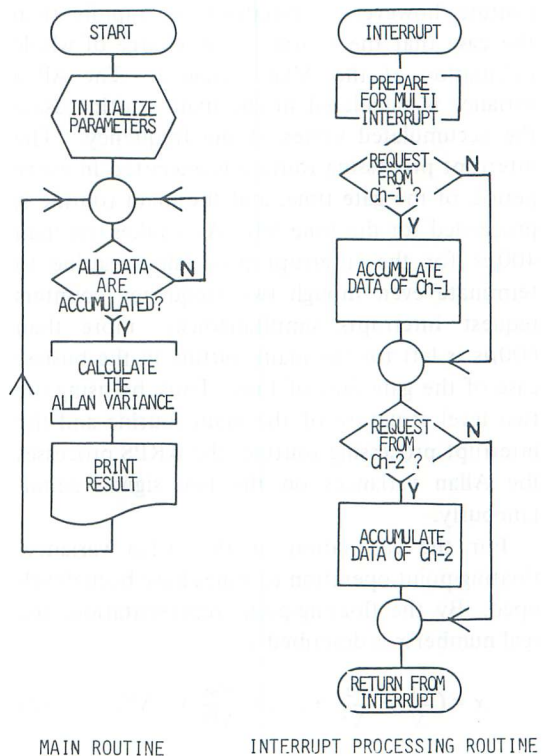 START
INITIALIZE
PARAMETERS
ALL DATA
ARE
ACCUMULATED?
N
Y
CALCULATE
THE
ALLAN VARIANCE
PRINT
RESULT
MAIN ROUTINE
INTERRUPT
PREPARE
FOR MULTI
INTERRUPT
REQUEST
FROM
Ch-1 ?
N
Y
ACCUMULATE
DATA OF Ch-1
REQUEST
FROM
Ch-2 ?
N
Y
ACCUMULATE
DATA OF Ch-2
RETURN FROM
INTERRUPT
INTERRUPT PROCESSING ROUTINE